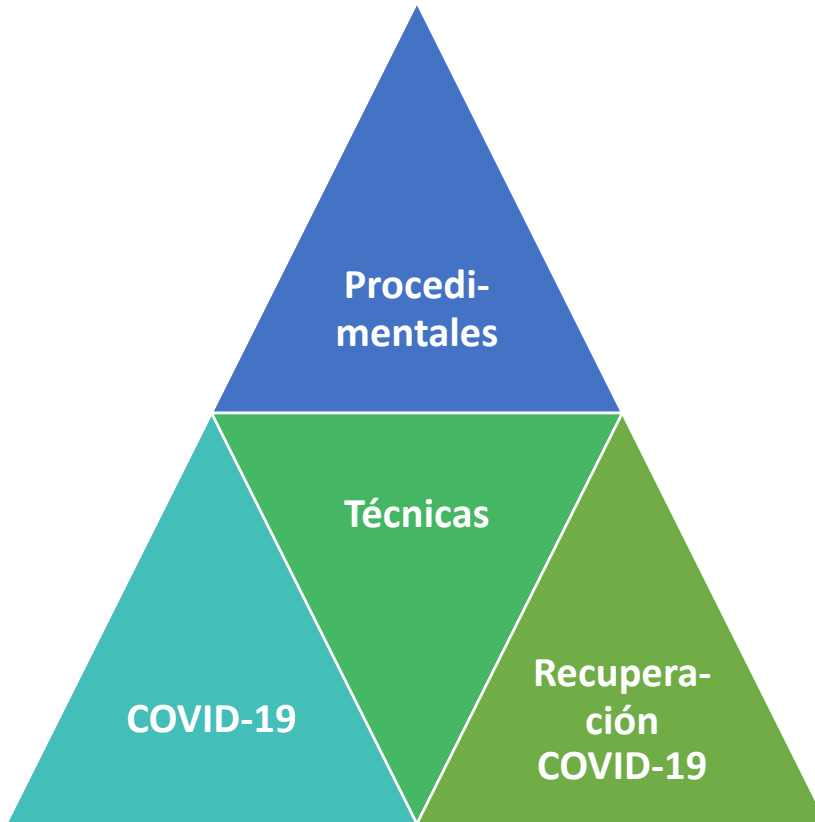 Procedi-
mentales
Técnicas
COVID-19
Recupera-
ción
COVID-19